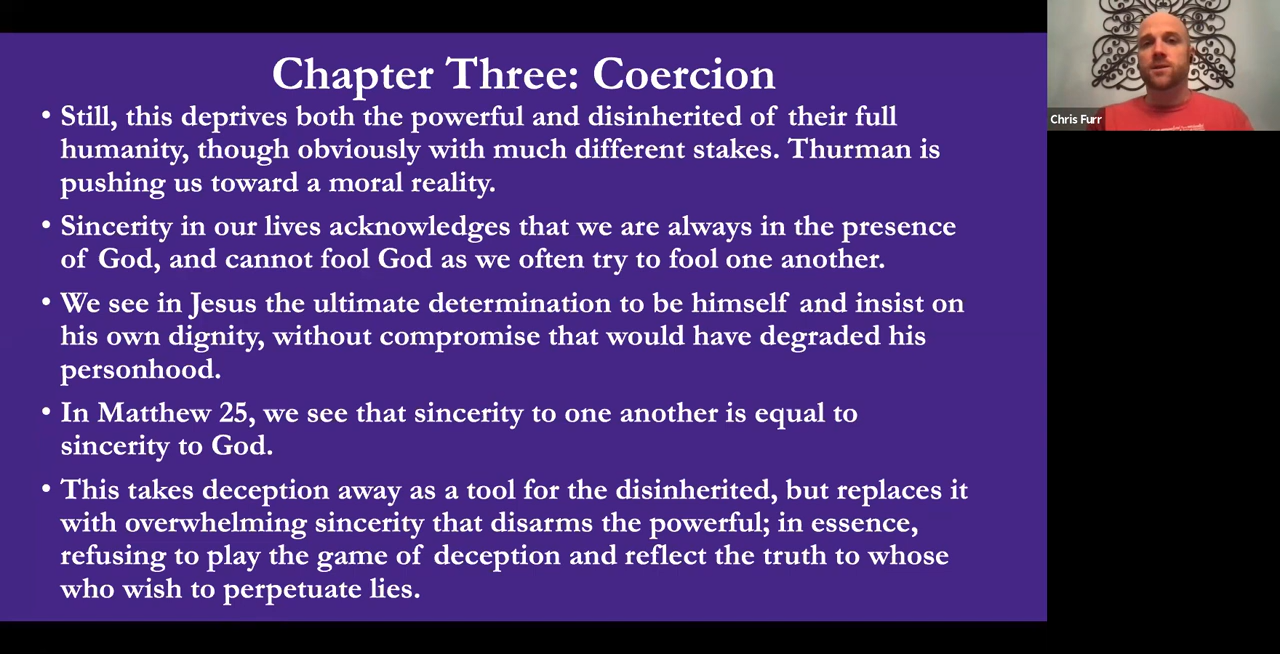 Chapter Three: Coercion
• Still, this deprives both the powerful and disinherited of their full
humanity, though obviously with much different stakes. Thurman is
pushing us toward a moral reality.
• Sincerity in our lives acknowledges that we are always in the presence
of God, and cannot fool God as we often try to fool one another.
• We see in Jesus the ultimate determination to be himself and insist on
his own dignity, without compromise that would have degraded his
personhood.
• In Matthew 25, we see that sincerity to one another is equal to
sincerity to God.
• This takes deception away as a tool for the disinherited, but replaces it
with overwhelming sincerity that disarms the powerful; in essence,
refusing to play the game of deception and reflect the truth to whose
who wish to perpetuate lies.
Chris Furr